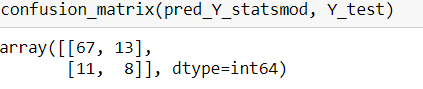 confusion_matrix(pred_Y_statsmod, Y_test)
array([[67, 13],
       [11,  8]], dtype=int64)